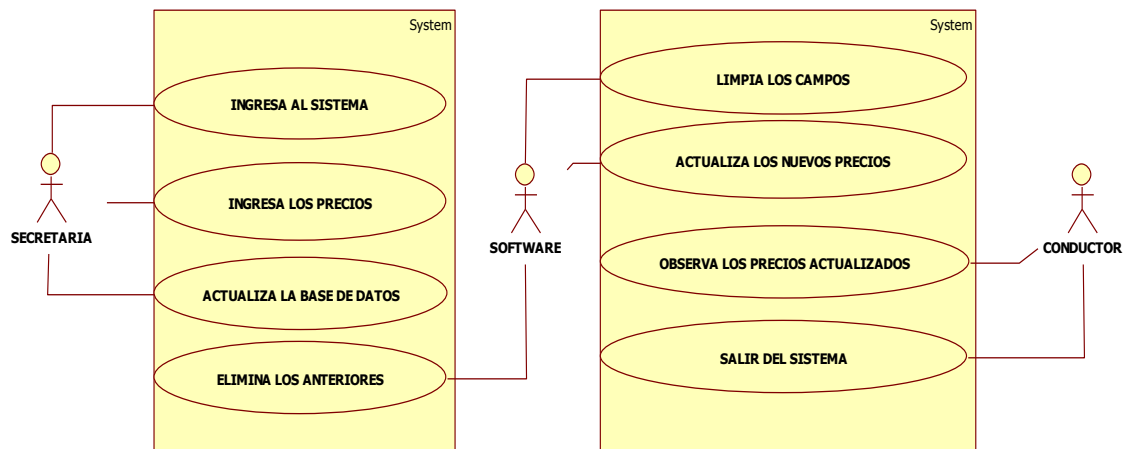 System
INGRESA AL SISTEMA
INGRESA LOS PRECIOS
ACTUALIZA LA BASE DE DATOS
ELIMINA LOS ANTERIORES
SECRETARIA
System
LIMPIA LOS CAMPOS
ACTUALIZA LOS NUEVOS PRECIOS
OBSERVA LOS PRECIOS ACTUALIZADOS
SALIR DEL SISTEMA
SOFTWARE
CONDUCTOR